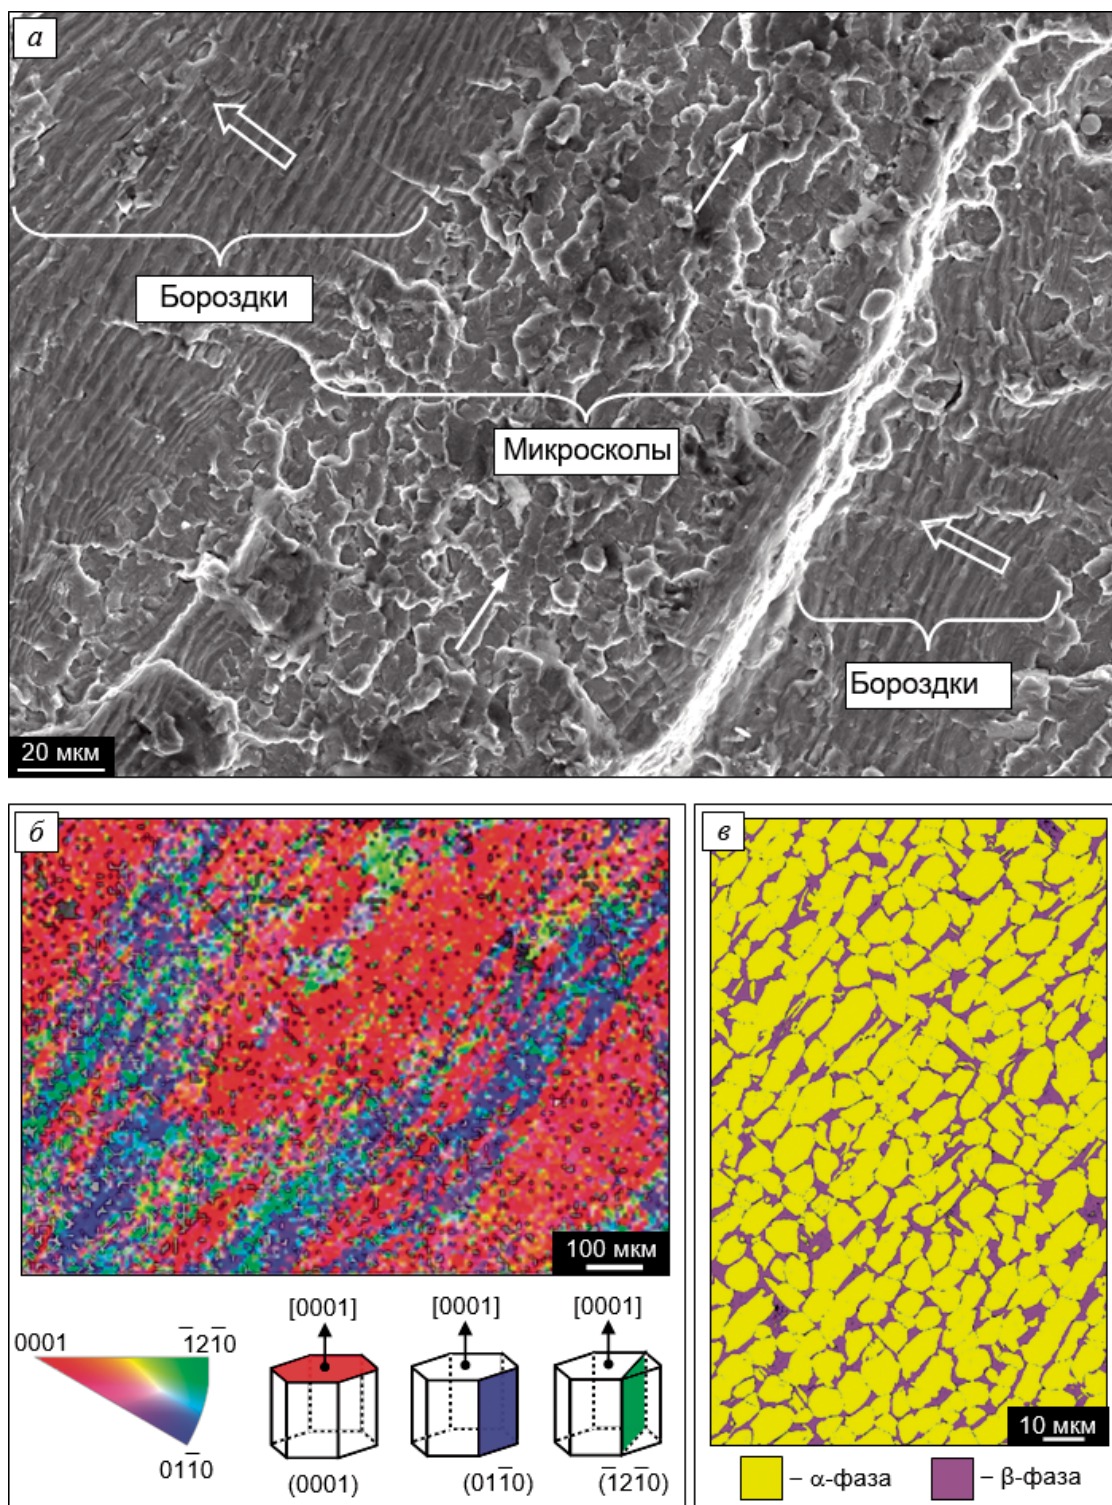 а
Бороздки
Микросколы
Бороздки
20 мкм
б
в
100 мкм
0001
1̅21̅0
011̅0
[0001]
[0001]
[0001]
(0001)
(011̅0)
(1̅21̅0)
10 мкм
– α-фаза
– β-фаза